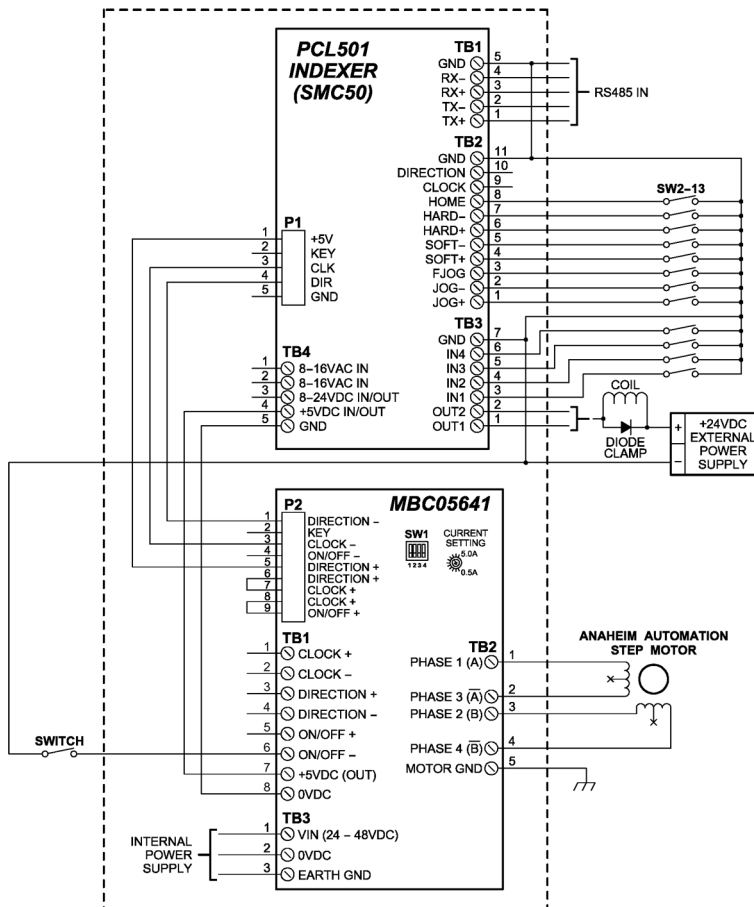 PCL501
INDEXER
(SMC50)
TB1
GND 5
RX– 4
RX+ 3
TX– 2
TX+ 1
RS485 IN
TB2
GND 11
DIRECTION 10
CLOCK 9
HOME 8
HARD– 7
HARD+ 6
SOFT– 5
SOFT+ 4
FJOG 3
JOG– 2
JOG+ 1
SW2–13
P1
1 +5V
2 KEY
3 CLK
4 DIR
5 GND
TB3
GND 7
IN4 6
IN3 5
IN2 4
IN1 3
OUT2 2
OUT1 1
TB4
1 8–16VAC IN
2 8–16VAC IN
3 8–24VDC IN/OUT
4 +5VDC IN/OUT
5 GND
COIL
DIODE
CLAMP
+
–
+24VDC
EXTERNAL
POWER
SUPPLY
MBC05641
P2
1 DIRECTION –
2 KEY
3 CLOCK –
4 ON/OFF –
5 DIRECTION +
6 DIRECTION +
7 CLOCK +
8 CLOCK +
9 ON/OFF +
SW1
1 2 3 4
CURRENT
SETTING
5.0A
0.5A
TB1
1 CLOCK +
2 CLOCK –
3 DIRECTION +
4 DIRECTION –
5 ON/OFF +
6 ON/OFF –
7 +5VDC (OUT)
8 0VDC
SWITCH
TB2
PHASE 1 (A) 1
PHASE 3 (A̅) 2
PHASE 2 (B) 3
PHASE 4 (B̅) 4
MOTOR GND 5
ANAHEIM AUTOMATION
STEP MOTOR
TB3
1 VIN (24 – 48VDC)
2 0VDC
3 EARTH GND
INTERNAL
POWER
SUPPLY